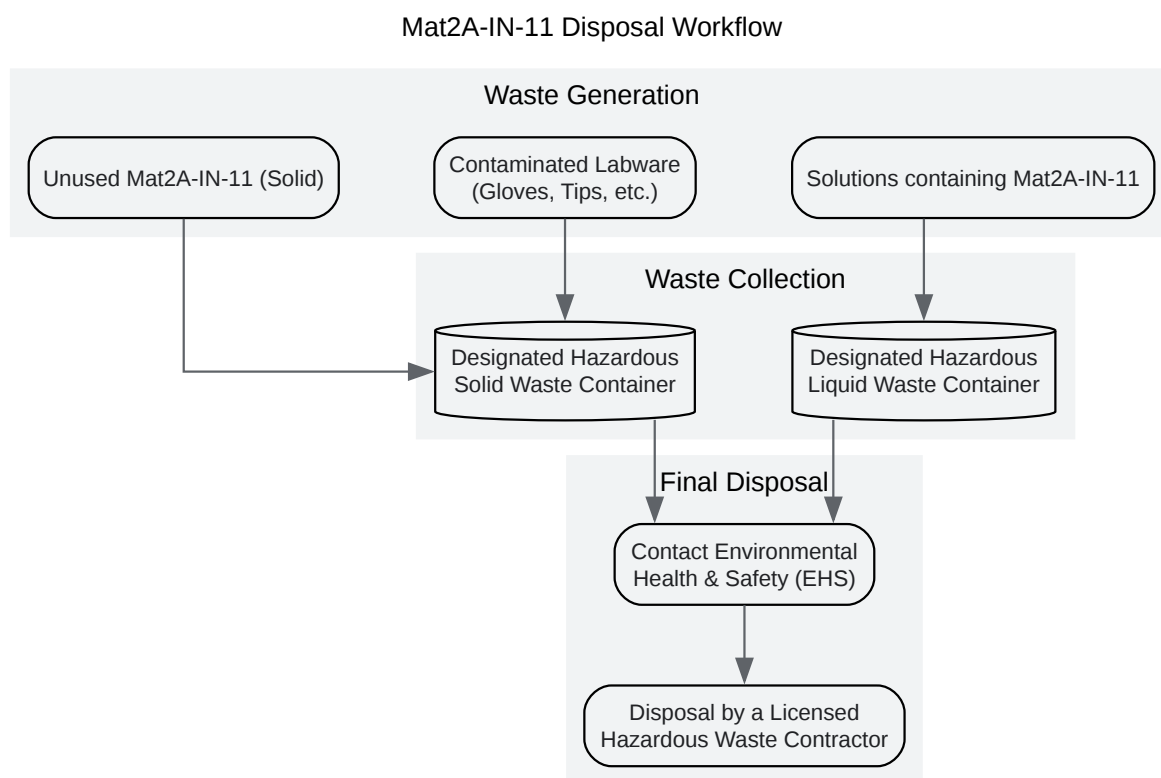 Mat2A-IN-11 Disposal Workflow
Waste Generation
Unused Mat2A-IN-11 (Solid)
Contaminated Labware
(Gloves, Tips, etc.)
Solutions containing Mat2A-IN-11
Waste Collection
Designated Hazardous
Solid Waste Container
Designated Hazardous
Liquid Waste Container
Final Disposal
Contact Environmental
Health & Safety (EHS)
Disposal by a Licensed
Hazardous Waste Contractor